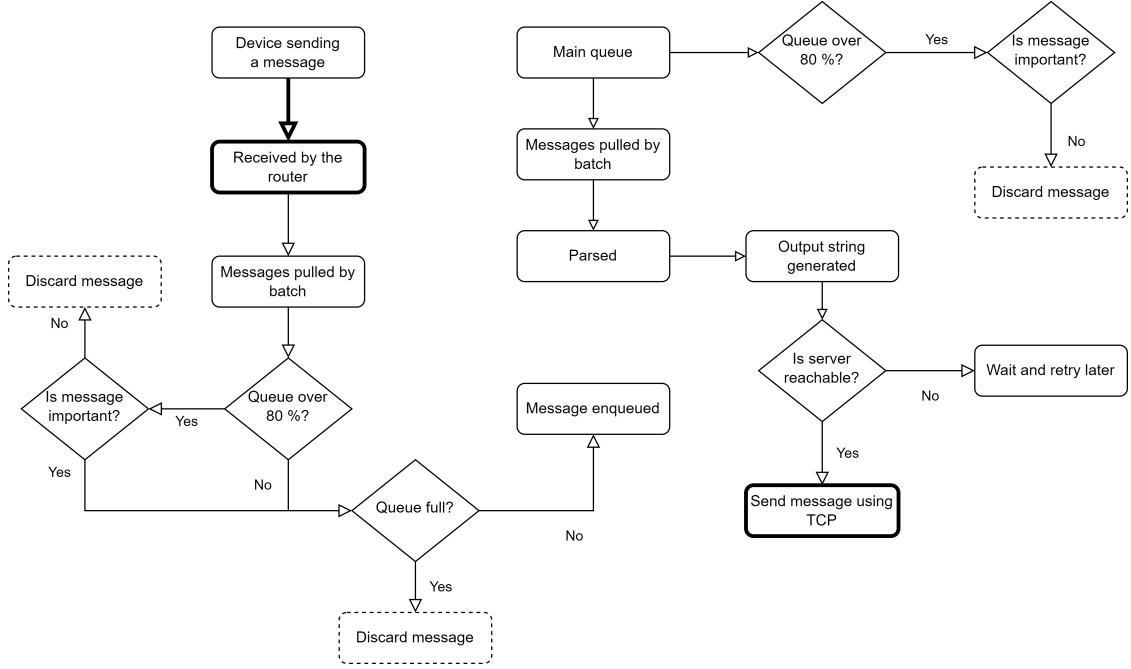 Device sending
a message
Received by the
router
Messages pulled by
batch
Queue over
80 %?
Yes
No
Is message
important?
No
Yes
Discard message
Queue full?
Yes
Discard message
No
Message enqueued
Main queue
Queue over
80 %?
Yes
Is message
important?
No
Discard message
Messages pulled by
batch
Parsed
Output string
generated
Is server
reachable?
No
Wait and retry later
Yes
Send message using
TCP